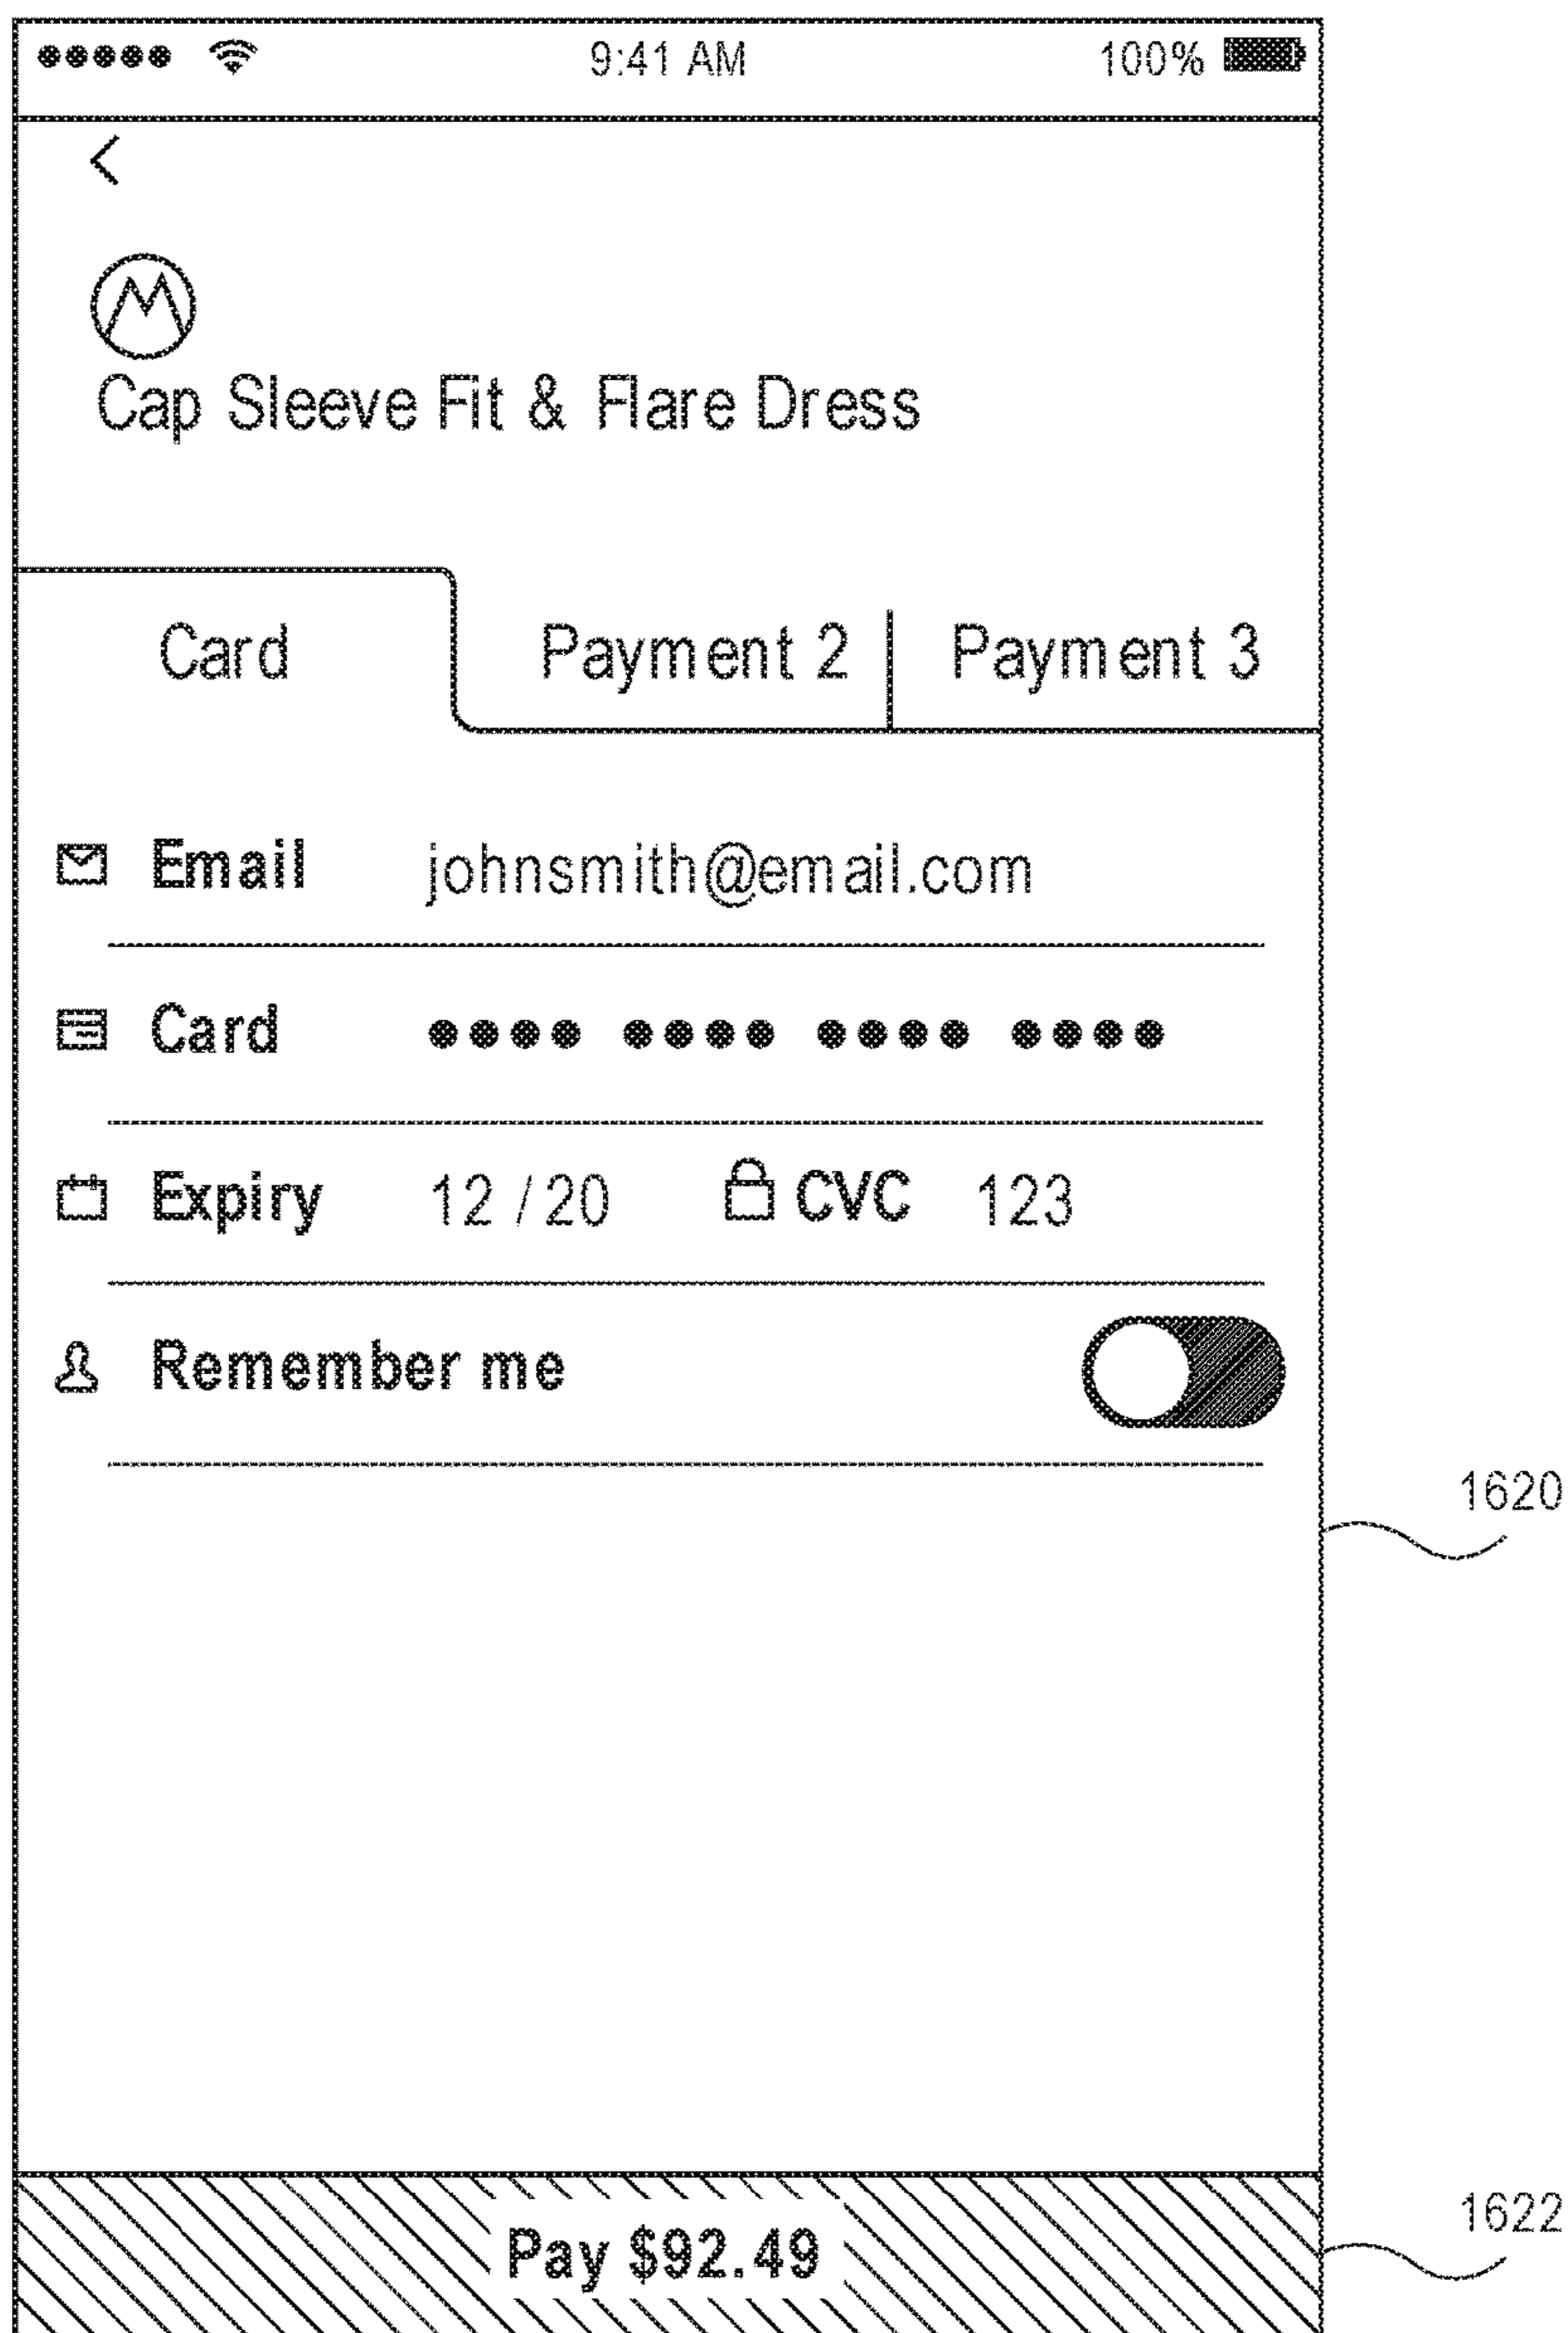 9:41 AM 100%
Cap Sleeve Fit & Flare Dress
Card Payment 2 Payment 3
Email johnsmith@email.com
Card •••• •••• •••• ••••
Expiry 12 / 20 CVC 123
Remember me
1620
Pay $92.49
1622